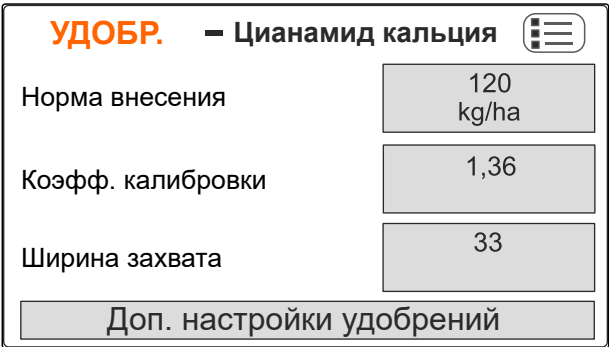 УДОБР. – Цианамид кальция
Норма внесения
120
kg/ha
Коэфф. калибровки
1,36
Ширина захвата
33
Доп. настройки удобрений